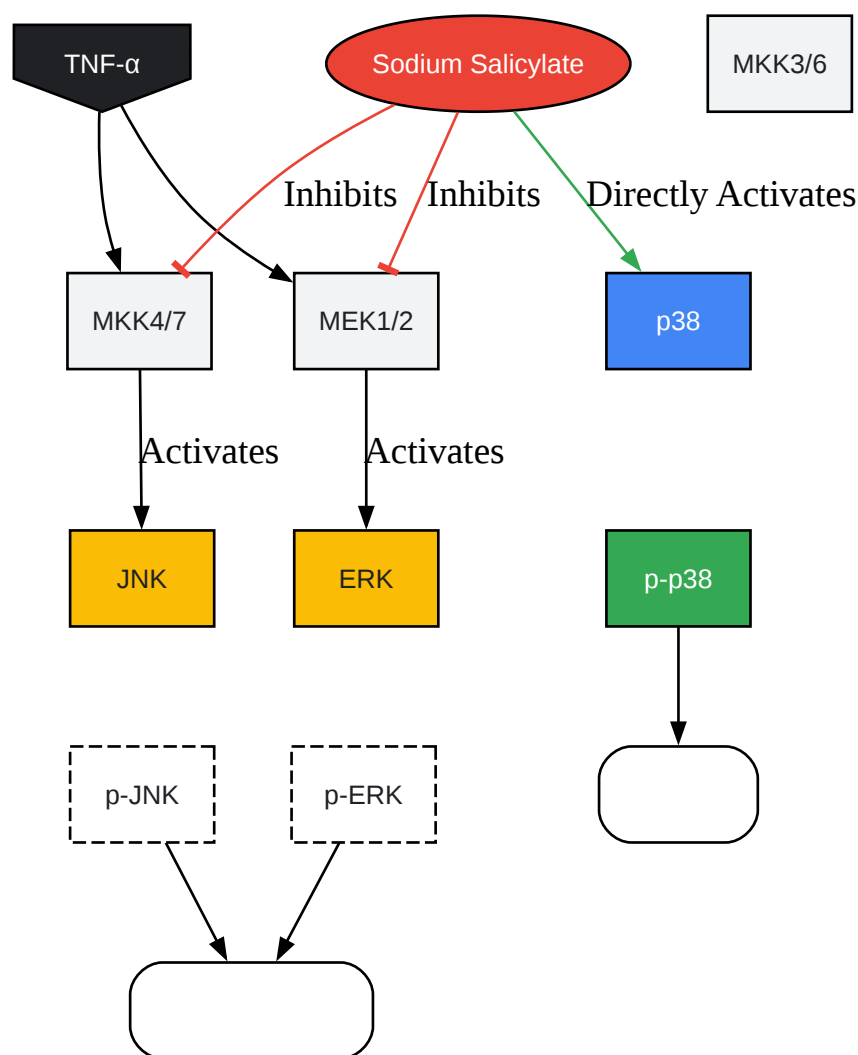 TNF-α
Sodium Salicylate
MKK3/6
Inhibits
Inhibits
Directly Activates
MKK4/7
MEK1/2
p38
Activates
Activates
JNK
ERK
p-p38
p-JNK
p-ERK